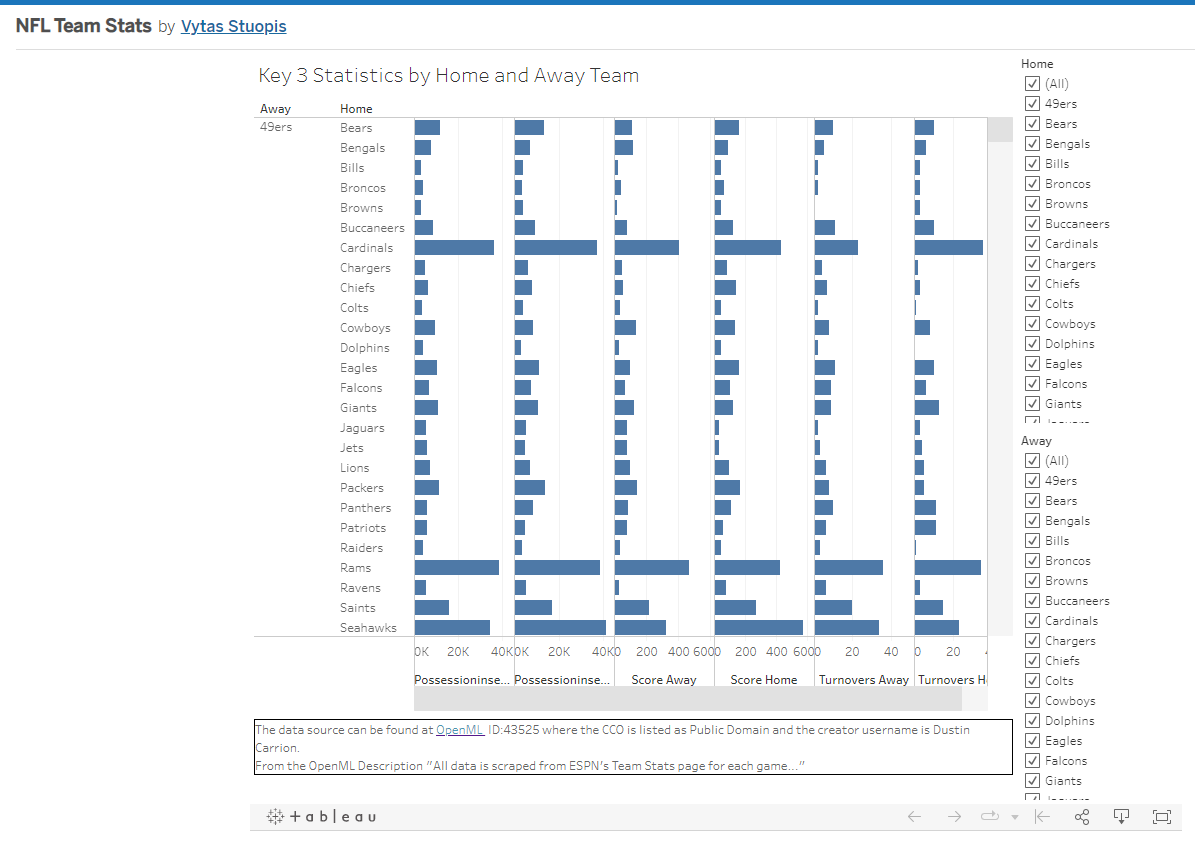 NFL Team Stats by Vytas Stuopis
Key 3 Statistics by Home and Away Team
Away Home
49ers Bears
Bengals
Bills
Broncos
Browns
Buccaneers
Cardinals
Chargers
Chiefs
Colts
Cowboys
Dolphins
Eagles
Falcons
Giants
Jaguars
Jets
Lions
Packers
Panthers
Patriots
Raiders
Rams
Ravens
Saints
Seahawks
0K 20K 40K 0K 20K 40K 0 200 400 600 0 200 400 600 0 20 40 0 20
Possessioninse... Possessioninse... Score Away Score Home Turnovers Away Turnovers H
The data source can be found at OpenML ID:43525 where the CCO is listed as Public Domain and the creator username is Dustin
Carrion.
From the OpenML Description "All data is scraped from ESPN's Team Stats page for each game..."
Home
(All)
49ers
Bears
Bengals
Bills
Broncos
Browns
Buccaneers
Cardinals
Chargers
Chiefs
Colts
Cowboys
Dolphins
Eagles
Falcons
Giants
Away
(All)
49ers
Bears
Bengals
Bills
Broncos
Browns
Buccaneers
Cardinals
Chargers
Chiefs
Colts
Cowboys
Dolphins
Eagles
Falcons
Giants
+ a b | e a u